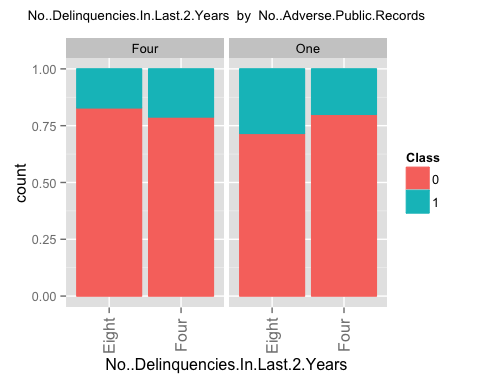 No..Delinquencies.In.Last.2.Years by No..Adverse.Public.Records
Four One
1.00
0.75
0.50
0.25
0.00
count
Eight Four Eight Four
No..Delinquencies.In.Last.2.Years
Class
0
1